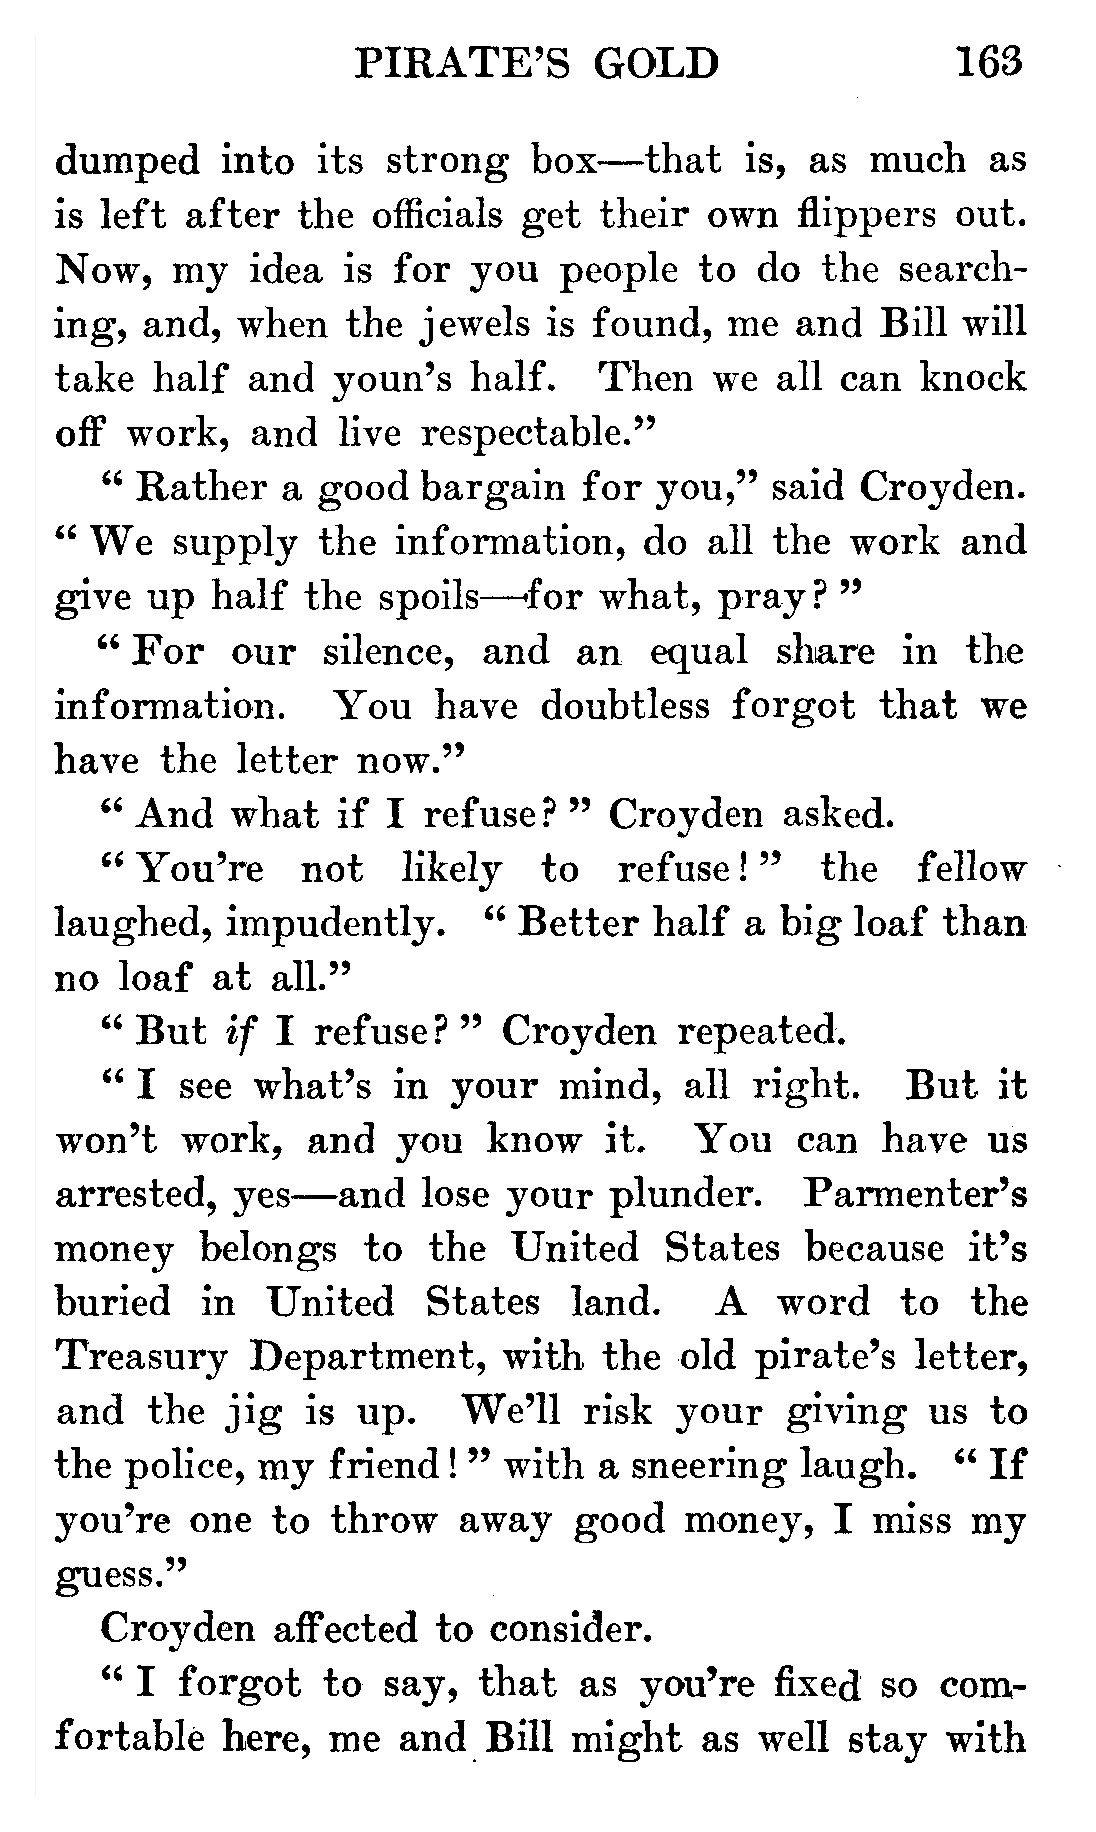 PIRATE'S GOLD 163
dumped into its strong box—that is, as much as
is left after the officials get their own flippers out.
Now, my idea is for you people to do the search-
ing, and, when the jewels is found, me and Bill will
take half and youn's half. Then we all can knock
off work, and live respectable."
" Rather a good bargain for you," said Croyden.
" We supply the information, do all the work and
give up half the spoils—for what, pray? "
" For our silence, and an equal share in the
information. You have doubtless forgot that we
have the letter now."
" And what if I refuse? " Croyden asked.
" You're not likely to refuse! " the fellow
laughed, impudently. " Better half a big loaf than
no loaf at all."
" But if I refuse? " Croyden repeated.
" I see what's in your mind, all right. But it
won't work, and you know it. You can have us
arrested, yes—and lose your plunder. Parmenter's
money belongs to the United States because it's
buried in United States land. A word to the
Treasury Department, with the old pirate's letter,
and the jig is up. We'll risk your giving us to
the police, my friend! " with a sneering laugh. " If
you're one to throw away good money, I miss my
guess."
Croyden affected to consider.
" I forgot to say, that as you're fixed so com-
fortable here, me and Bill might as well stay with